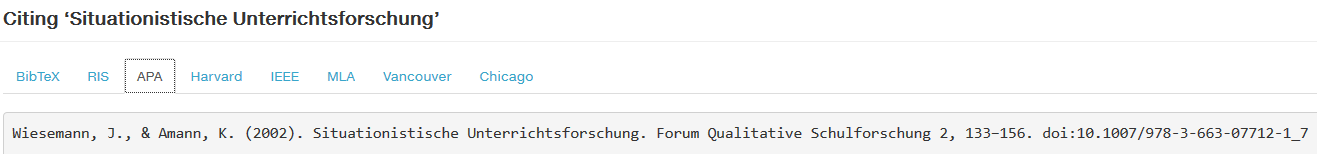 Citing ‘Situationistische Unterrichtsforschung’
BibTeX RIS APA Harvard IEEE MLA Vancouver Chicago
Wiesemann, J., & Amann, K. (2002). Situationistische Unterrichtsforschung. Forum Qualitative Schulforschung 2, 133–156. doi:10.1007/978-3-663-07712-1_7